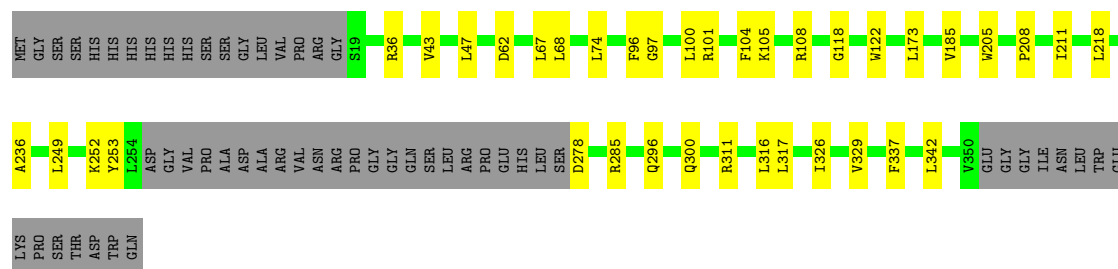 MET GLY SER SER HIS HIS HIS HIS HIS HIS SER SER GLY LEU VAL PRO ARG GLY S19 R36 V43 L47 D62 L67 L68 L74 F96 G97 L100 R101 F104 K105 R108 G118 W122 L173 V185 W205 P208 I211 L218
A236 L249 K252 Y253 L254 ASP GLY VAL PRO ALA ASP ALA ARG VAL ASN ARG PRO GLY GLY GLN SER LEU ARG PRO GLU HIS LEU SER D278 R285 Q296 Q300 R311 L316 L317 I326 V329 F337 L342 V350 GLU GLY GLY ILE ASN LEU TRP GLU
LYS PRO SER THR ASP TRP GLN